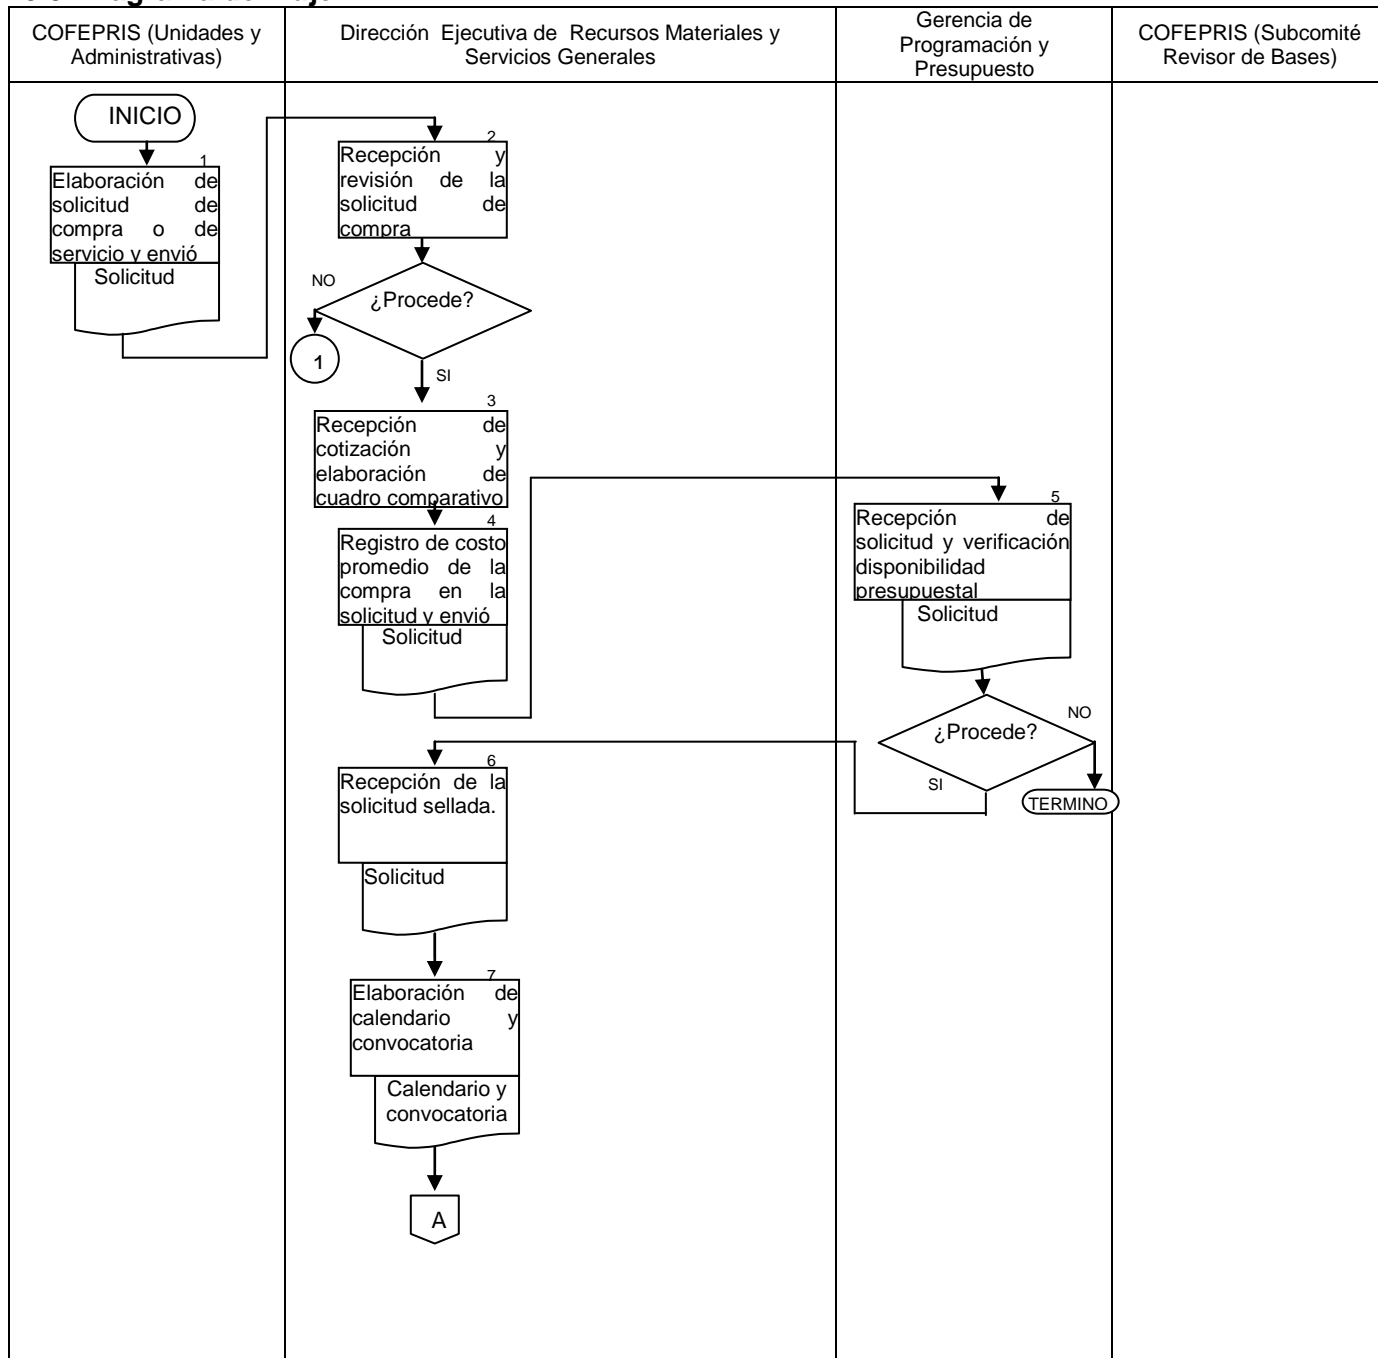 COFEPRIS (Unidades y
Administrativas)
Dirección Ejecutiva de Recursos Materiales y
Servicios Generales
Gerencia de
Programación y
Presupuesto
COFEPRIS (Subcomité
Revisor de Bases)
INICIO
1
Elaboración de
solicitud de
compra o de
servicio y envió
Solicitud
2
Recepción y
revisión de la
solicitud de
compra
¿Procede?
NO
1
SI
3
Recepción de
cotización y
elaboración de
cuadro comparativo
4
Registro de costo
promedio de la
compra en la
solicitud y envió
Solicitud
5
Recepción de
solicitud y verificación
disponibilidad
presupuestal
Solicitud
¿Procede?
NO
SI
TERMINO
6
Recepción de la
solicitud sellada.
Solicitud
7
Elaboración de
calendario y
convocatoria
Calendario y
convocatoria
A